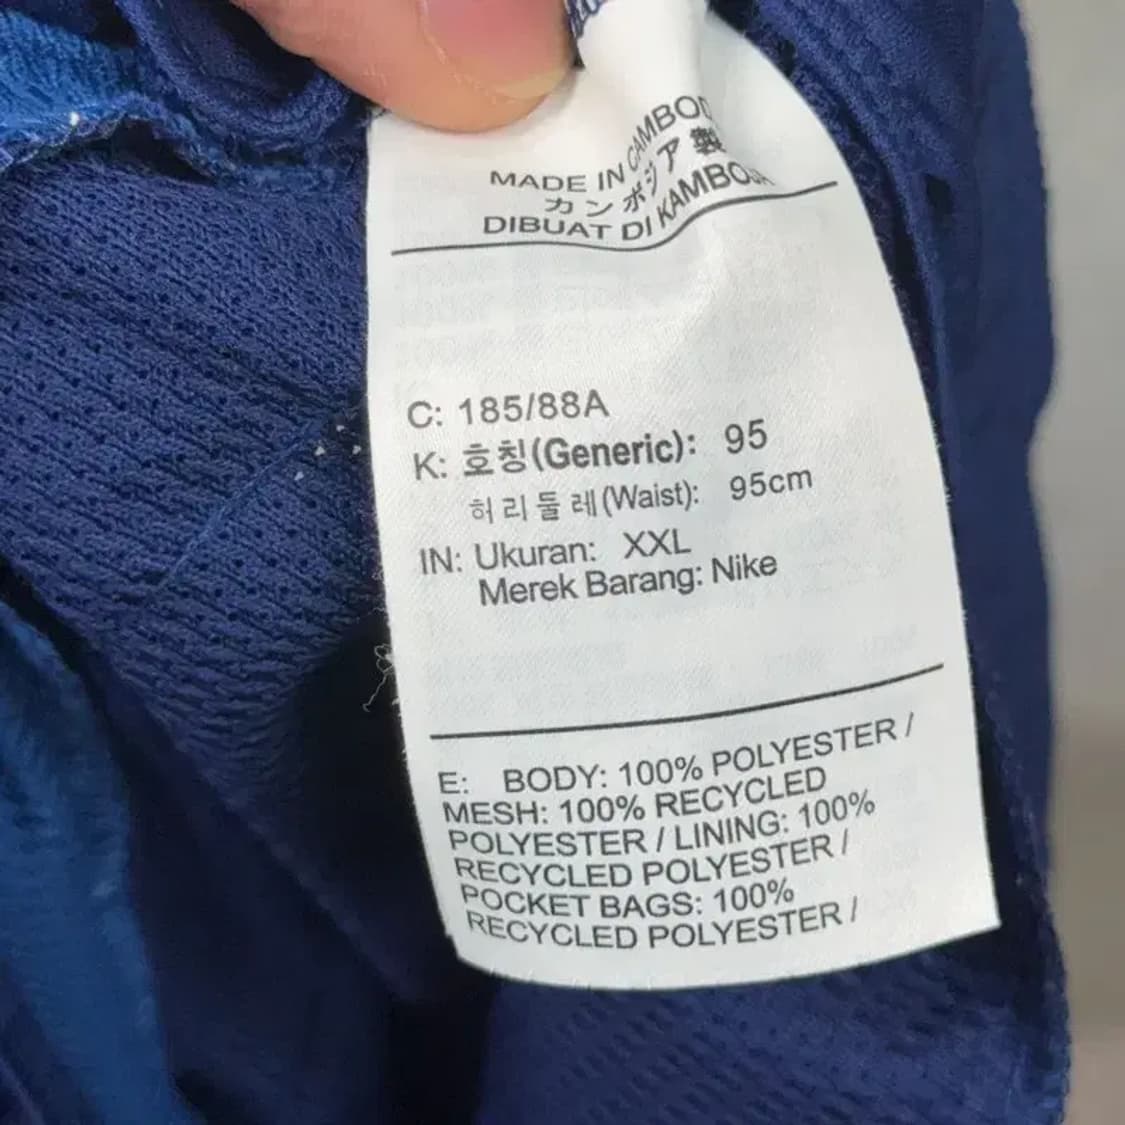 MADE IN CAMBOD
カンボジア製
DIBUAT DI KAMBOJA
C: 185/88A
K: 호칭(Generic): 95
허리둘레(Waist): 95cm
IN: Ukuran: XXL
Merek Barang: Nike
E: BODY: 100% POLYESTER /
MESH: 100% RECYCLED
POLYESTER / LINING: 100%
RECYCLED POLYESTER /
POCKET BAGS: 100%
RECYCLED POLYESTER /